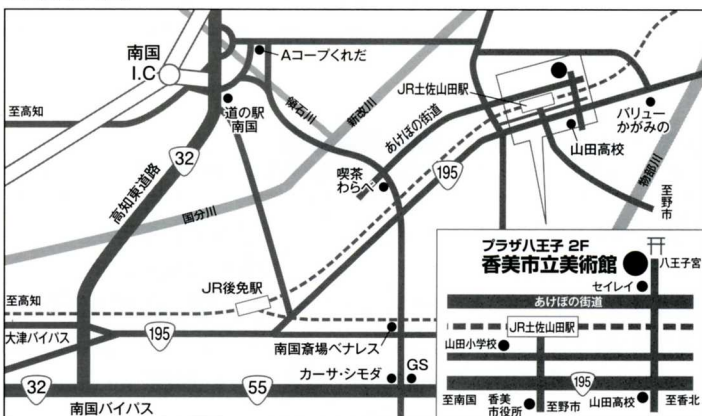 南国
I.C
Aコープくれだ
至高知
道の駅
南国
領石川
新改川
あけぼの街道
JR土佐山田駅
バリュー
かがみの
山田高校
物部川
至野市
32
高知東道路
195
喫茶
わらべ
国分川
JR後免駅
至高知
大津バイパス
195
南国斎場ベナレス
カーサ・シモダ
GS
32
55
南国バイパス
プラザ八王子 2F
香美市立美術館
八王子宮
セイレイ
あけぼの街道
JR土佐山田駅
山田小学校
195
至南国
香美
市役所
至野市
山田高校
至香北